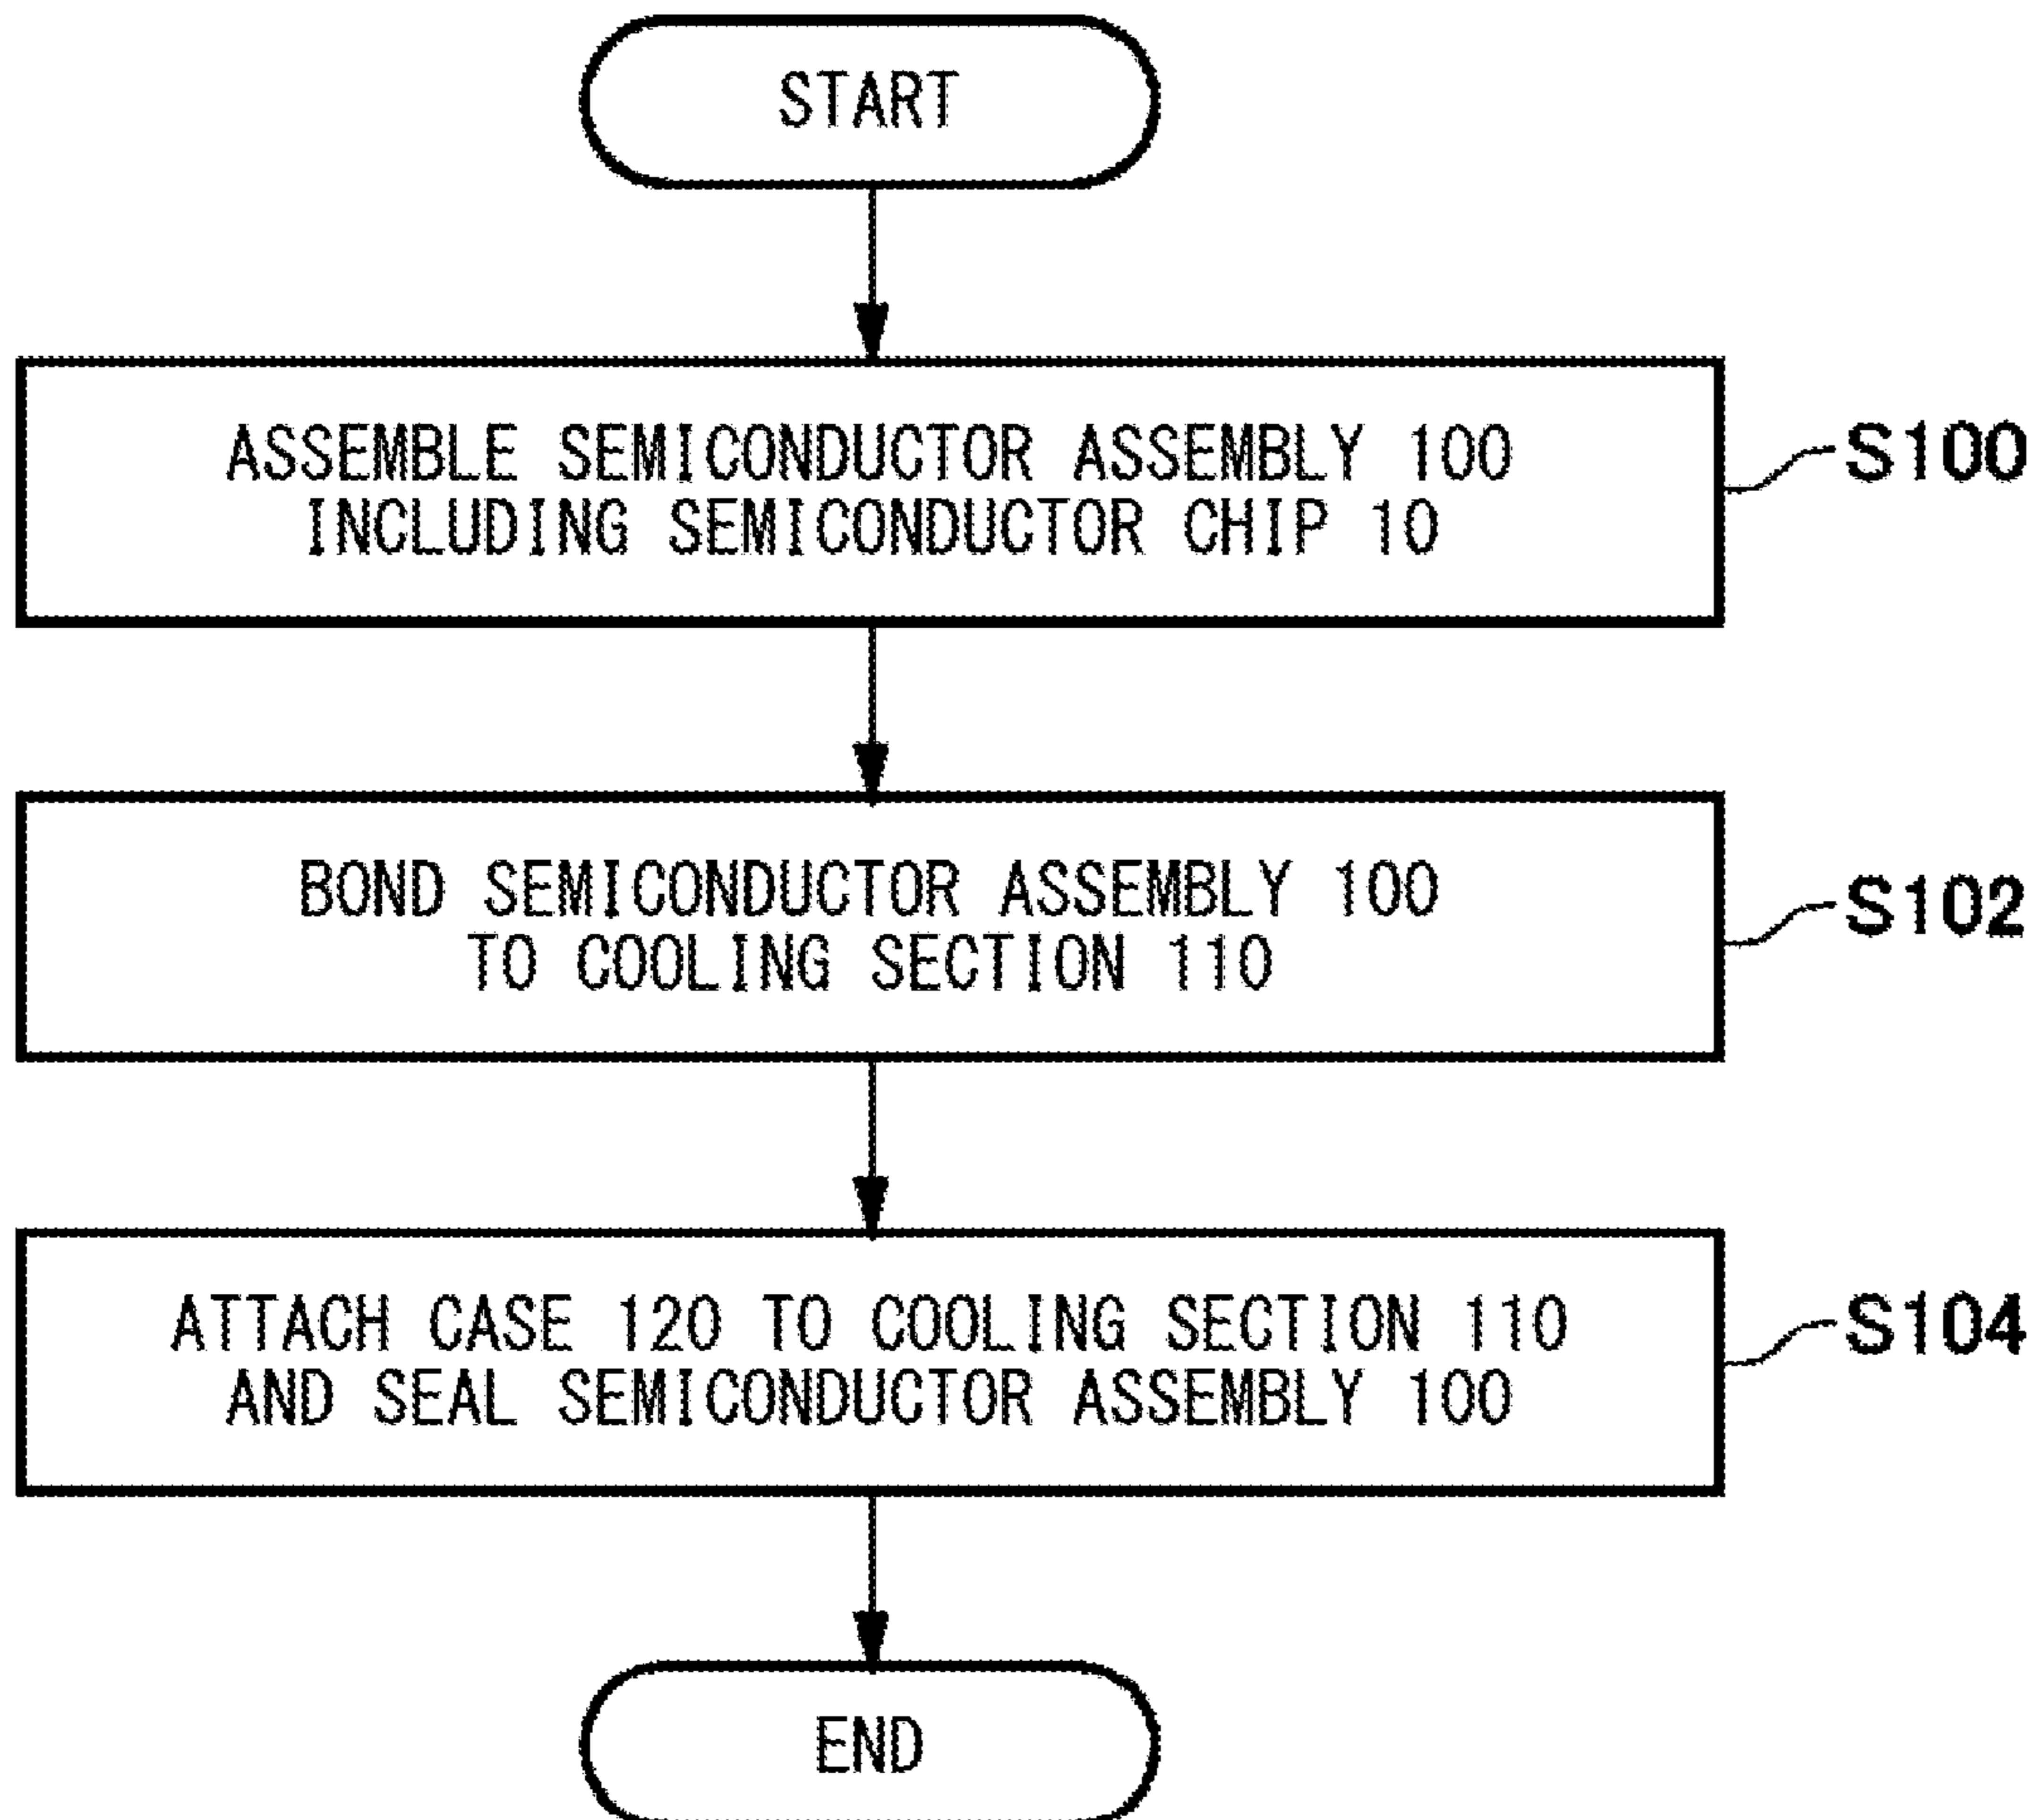 START
ASSEMBLE SEMICONDUCTOR ASSEMBLY 100
INCLUDING SEMICONDUCTOR CHIP 10
S100
BOND SEMICONDUCTOR ASSEMBLY 100
TO COOLING SECTION 110
S102
ATTACH CASE 120 TO COOLING SECTION 110
AND SEAL SEMICONDUCTOR ASSEMBLY 100
S104
END